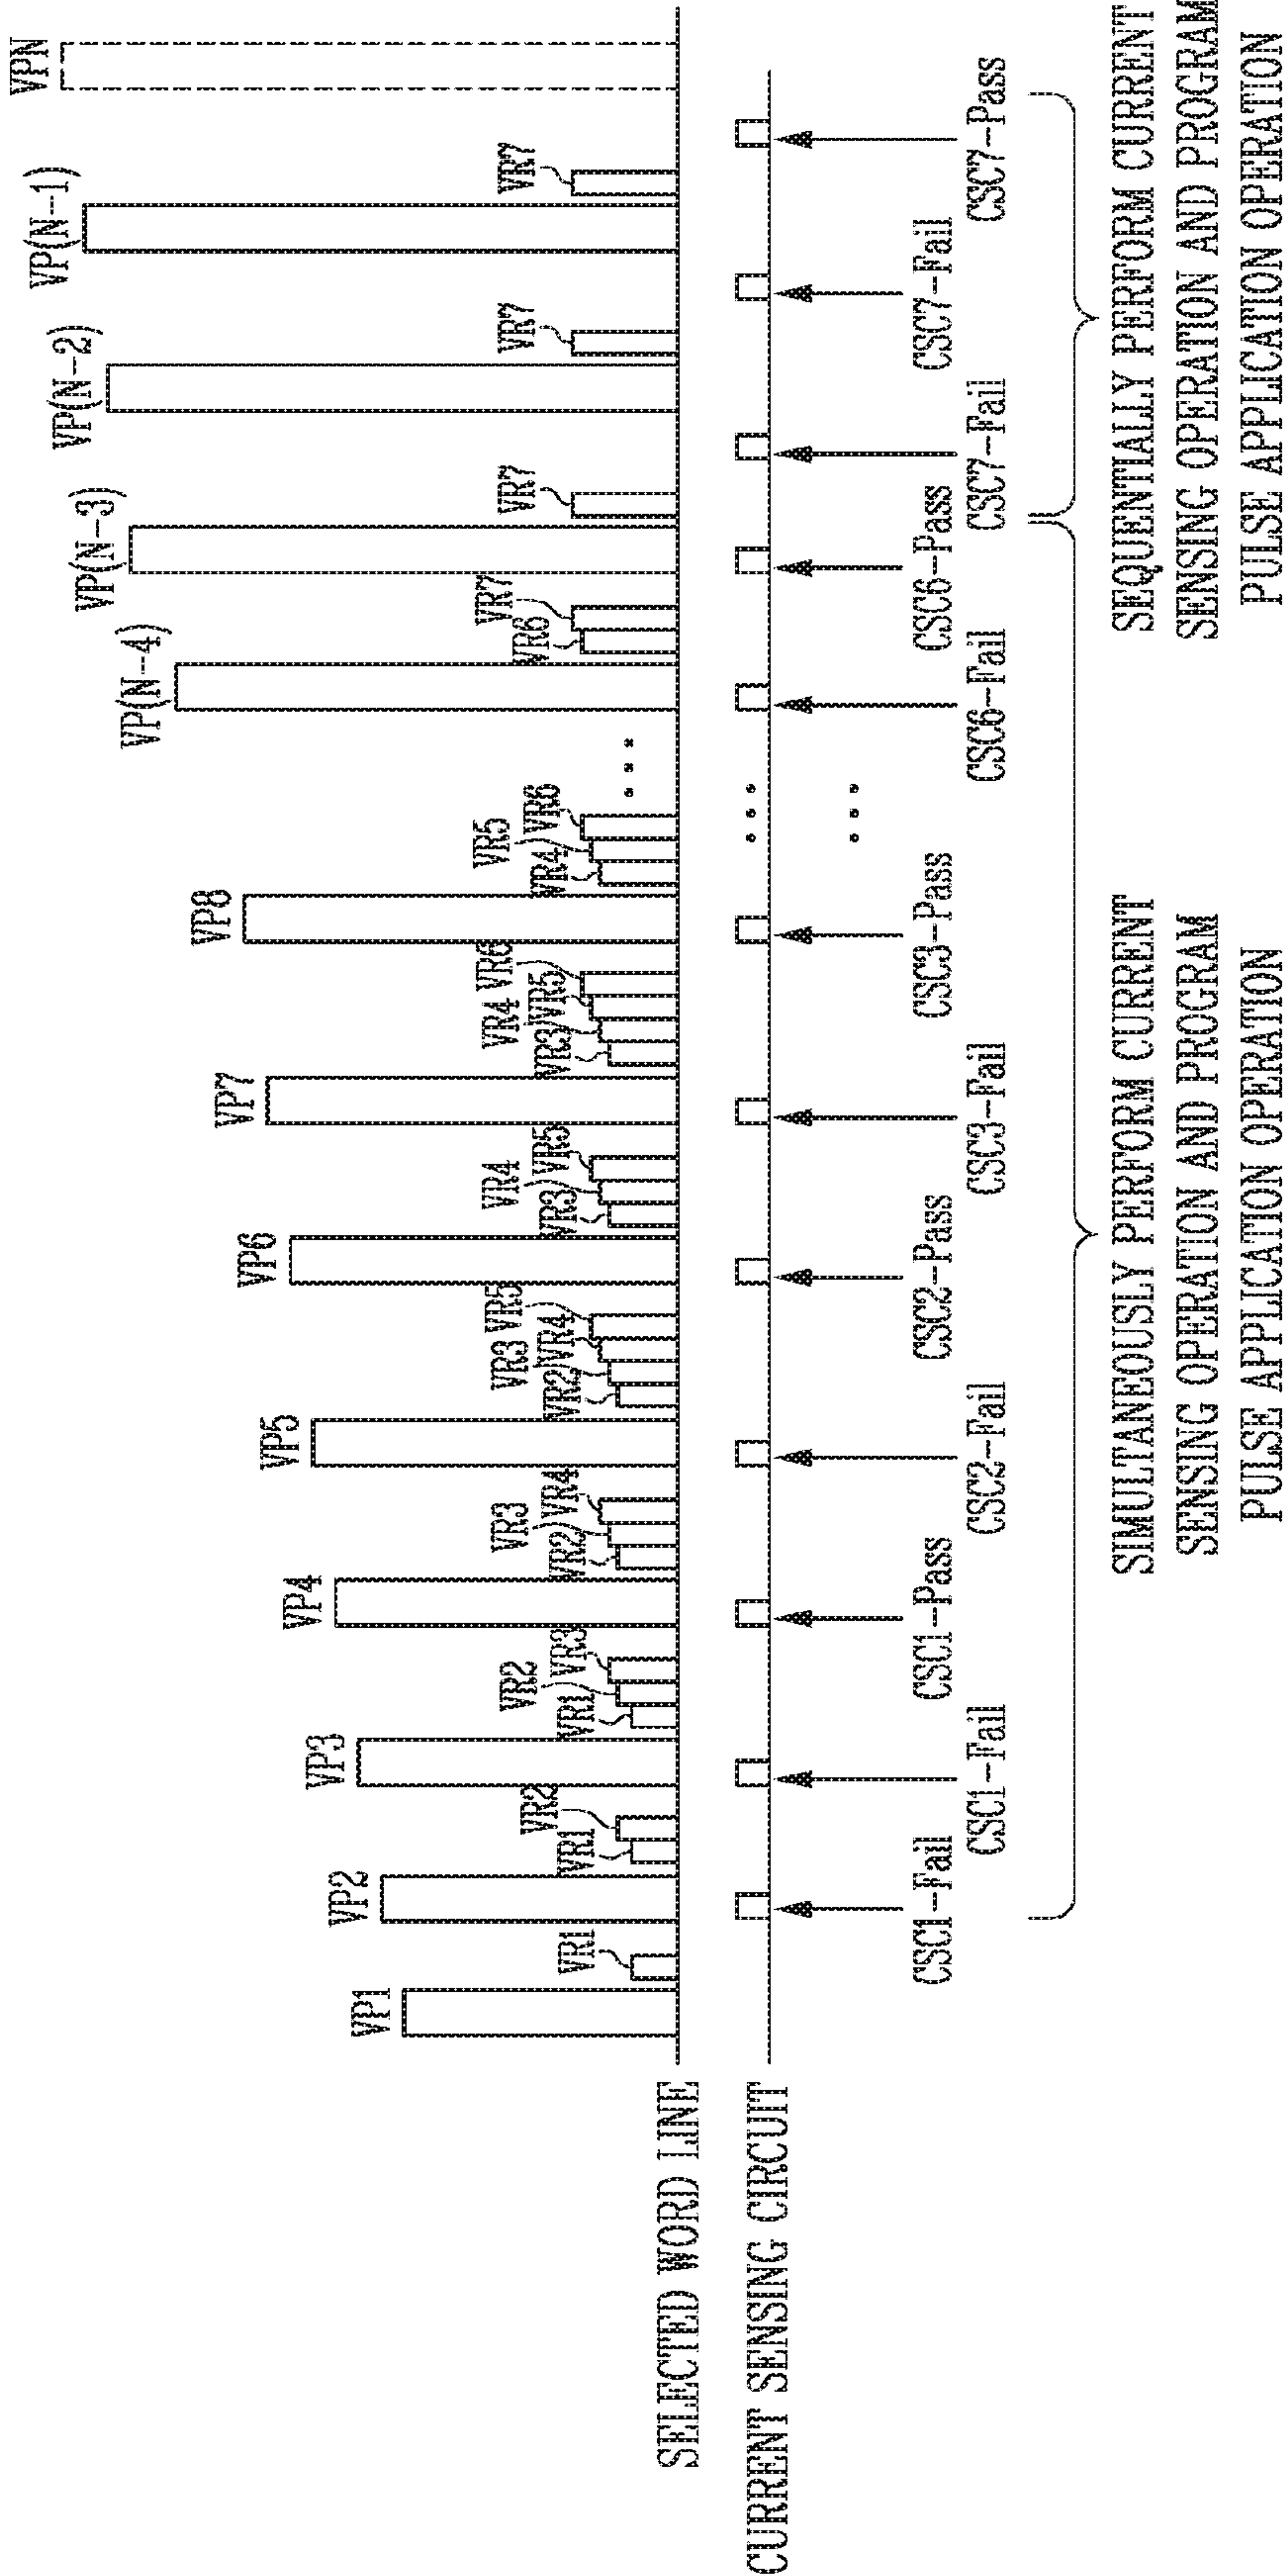 VP1
VR1
VP2
VR1
VR2
VP3
VR1
VR2
VR3
VP4
VR2
VR3
VR4
VP5
VR2
VR3
VR4
VR5
VP6
VR3
VR4
VR5
VP7
VR3
VR4
VR5
VR6
VP8
VR4
VR5
VR6
VP(N-4)
VR6
VR7
VP(N-3)
VR7
VP(N-2)
VR7
VP(N-1)
VR7
VPN
SELECTED WORD LINE
CURRENT SENSING CIRCUIT
CSC1-Fail
CSC1-Fail
CSC1-Pass
CSC2-Fail
CSC2-Pass
CSC3-Fail
CSC3-Pass
CSC6-Fail
CSC6-Pass
CSC7-Fail
CSC7-Fail
CSC7-Pass
SIMULTANEOUSLY PERFORM CURRENT
SENSING OPERATION AND PROGRAM
PULSE APPLICATION OPERATION
SEQUENTIALLY PERFORM CURRENT
SENSING OPERATION AND PROGRAM
PULSE APPLICATION OPERATION